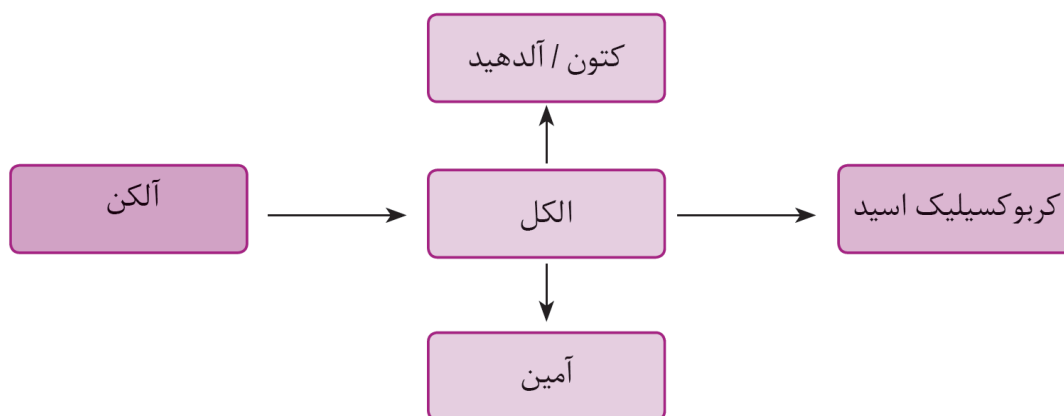 کتون / آلدهید
آلکن
الکل
کربوکسیلیک اسید
آمین